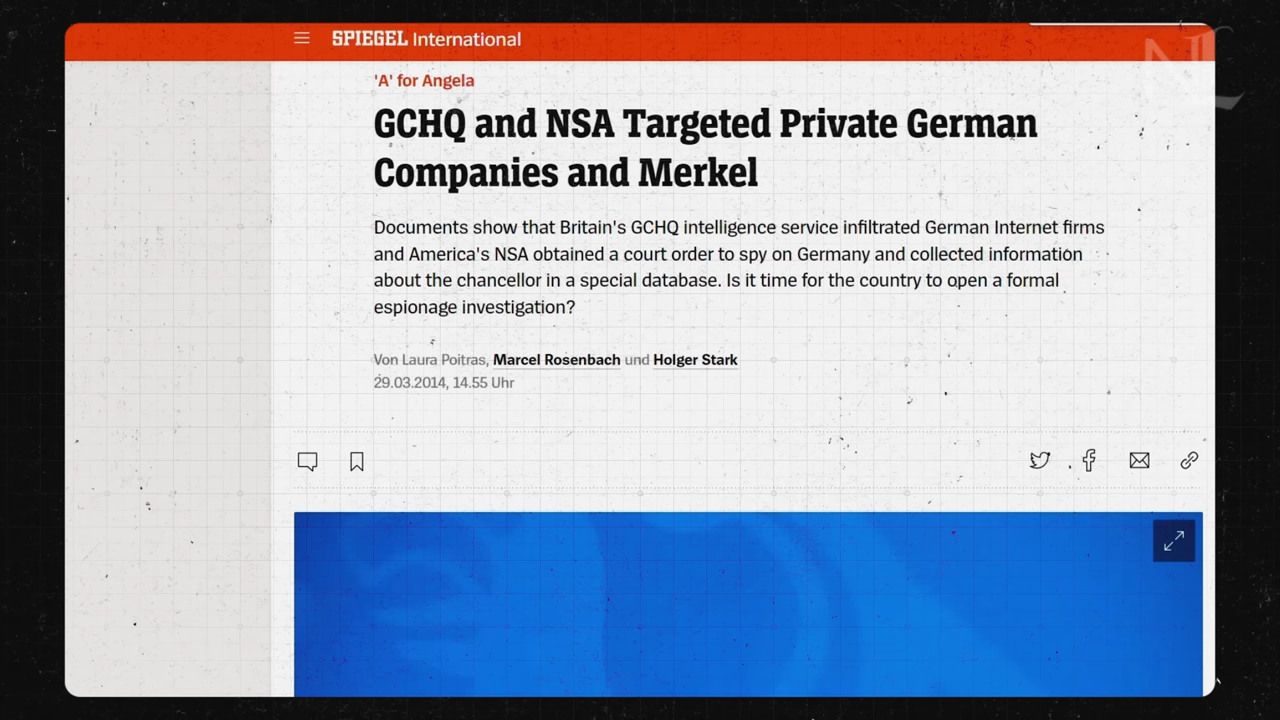 SPIEGEL International
NL
'A' for Angela
GCHQ and NSA Targeted Private German
Companies and Merkel
Documents show that Britain's GCHQ intelligence service infiltrated German Internet firms
and America's NSA obtained a court order to spy on Germany and collected information
about the chancellor in a special database. Is it time for the country to open a formal
espionage investigation?
Von Laura Poitras, Marcel Rosenbach und Holger Stark
29.03.2014, 14.55 Uhr